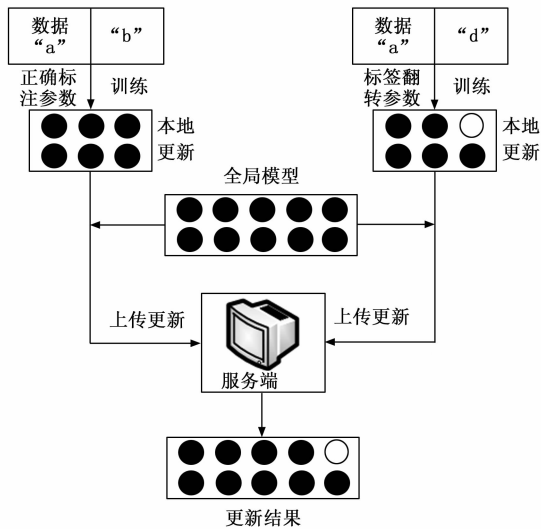 数据
“a”
“b”
数据
“a”
“d”
正确标
注参数
训练
标签翻
转参数
训练
本地
更新
本地
更新
全局模型
上传更新
上传更新
服务端
更新结果